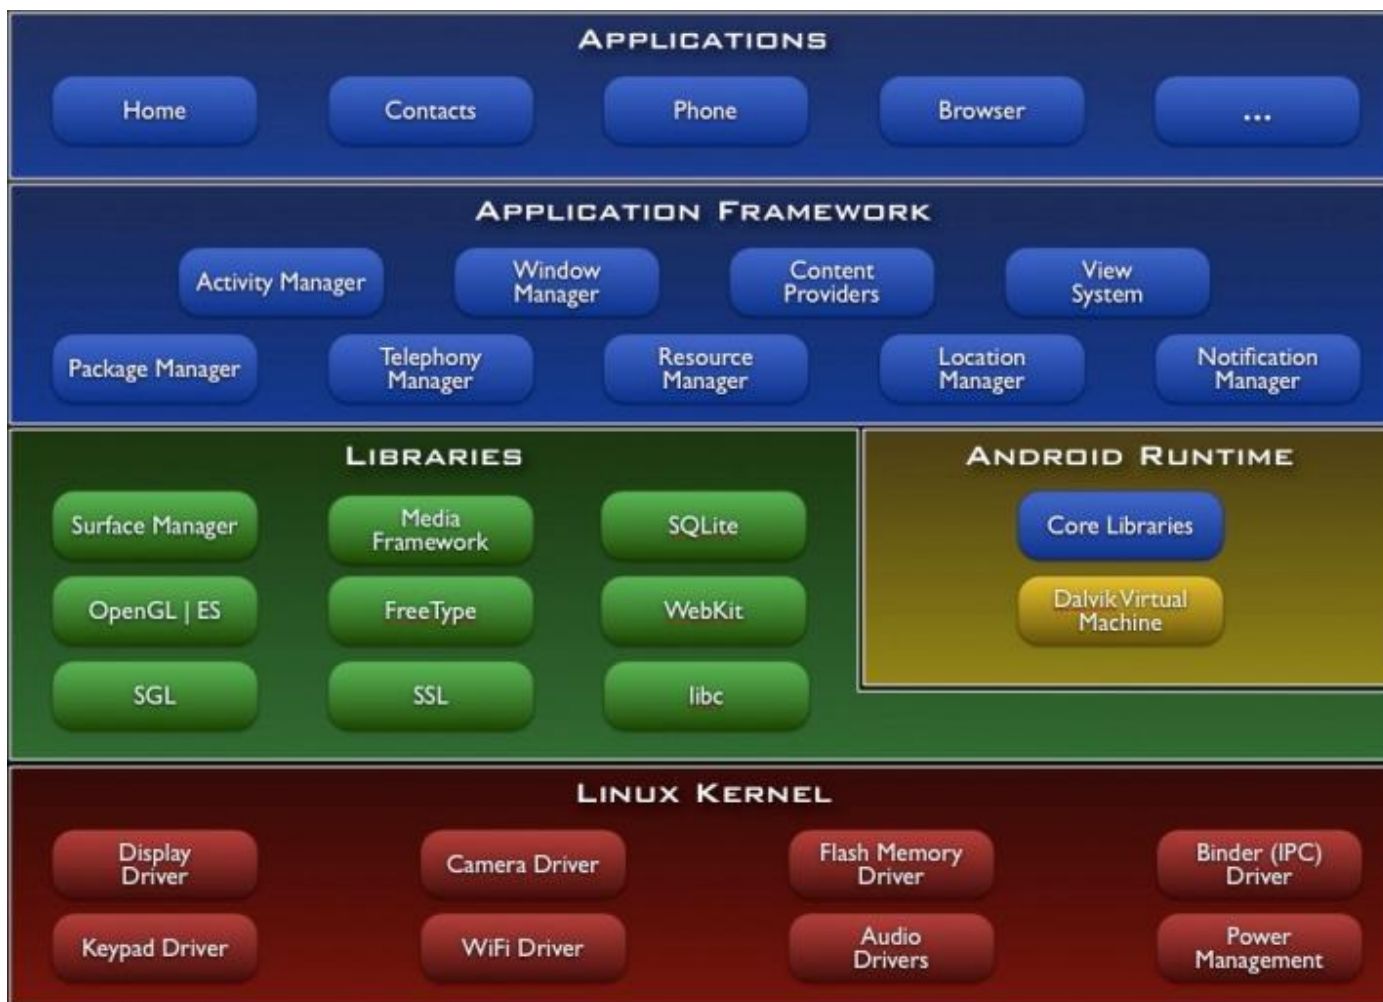 APPLICATIONS
Home
Contacts
Phone
Browser
...
APPLICATION FRAMEWORK
Activity Manager
Window
Manager
Content
Providers
View
System
Package Manager
Telephony
Manager
Resource
Manager
Location
Manager
Notification
Manager
LIBRARIES
Surface Manager
Media
Framework
SQLite
OpenGL | ES
FreeType
WebKit
SGL
SSL
libc
ANDROID RUNTIME
Core Libraries
Dalvik Virtual
Machine
LINUX KERNEL
Display
Driver
Camera Driver
Flash Memory
Driver
Binder (IPC)
Driver
Keypad Driver
WiFi Driver
Audio
Drivers
Power
Management